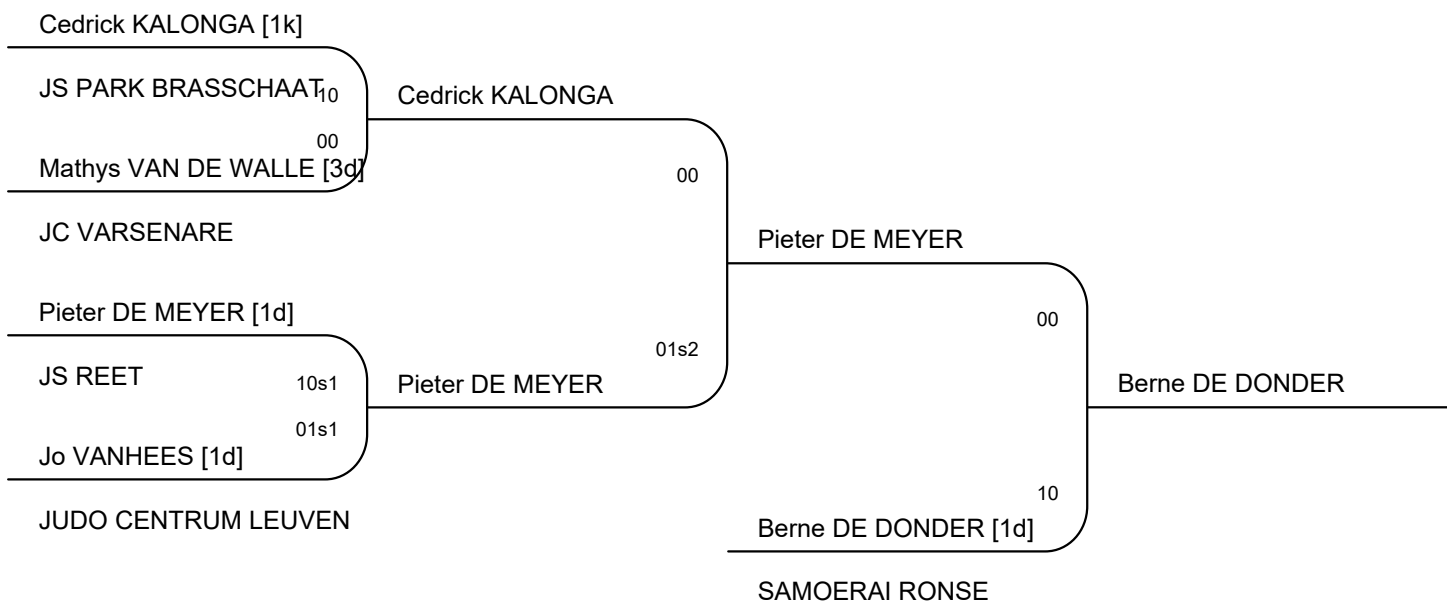 Cedrick KALONGA [1k]
JS PARK BRASSCHAAT
10
Cedrick KALONGA
00
Mathys VAN DE WALLE [3d]
00
JC VARSENARE
Pieter DE MEYER
Pieter DE MEYER [1d]
00
01s2
JS REET
10s1
Pieter DE MEYER
Berne DE DONDER
01s1
Jo VANHEES [1d]
10
JUDO CENTRUM LEUVEN
Berne DE DONDER [1d]
SAMOERAI RONSE